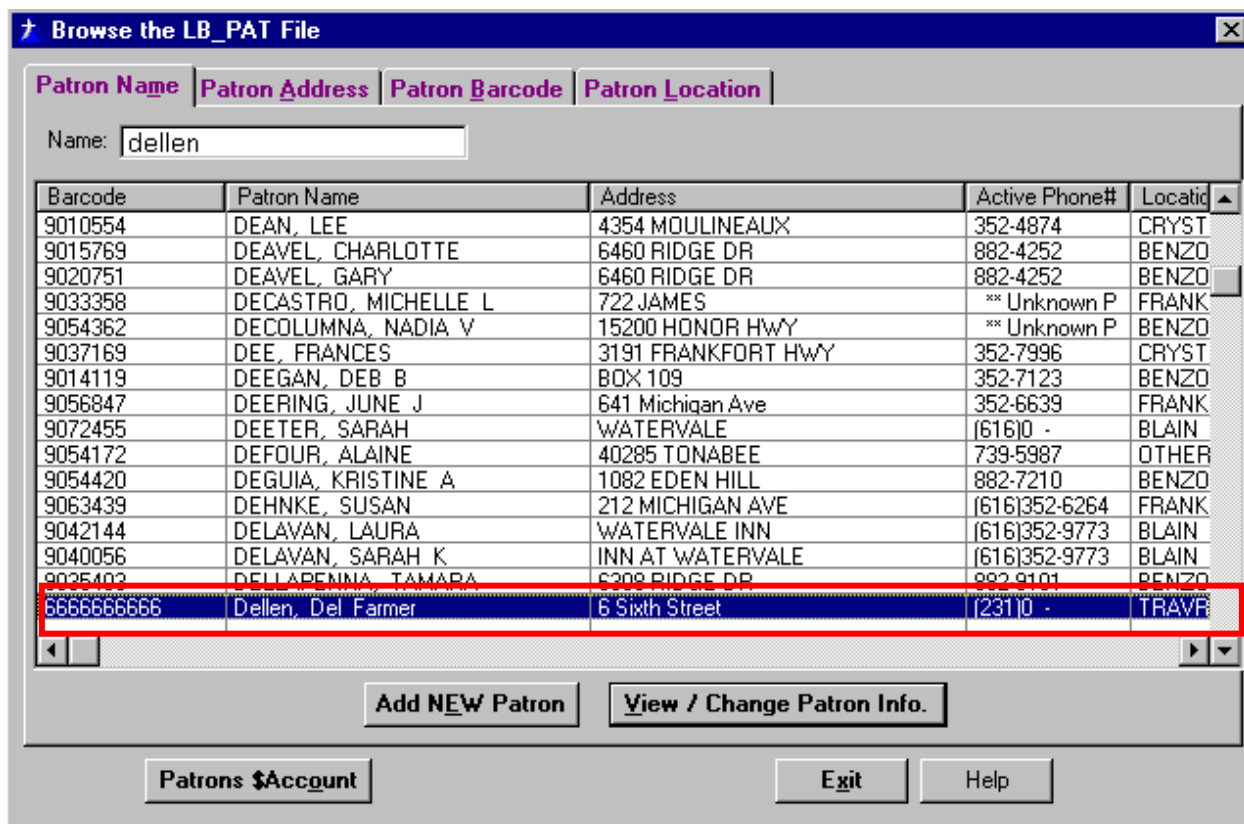 Browse the LB_PAT File
Patron Name Patron Address Patron Barcode Patron Location
Name: dellen
Barcode Patron Name Address Active Phone# Locatio
9010554 DEAN, LEE 4354 MOULINEAUX 352-4874 CRYST
9015769 DEAVEL, CHARLOTTE 6460 RIDGE DR 882-4252 BENZO
9020751 DEAVEL, GARY 6460 RIDGE DR 882-4252 BENZO
9033358 DECASTRO, MICHELLE L 722 JAMES ** Unknown P FRANK
9054362 DECOLUMNA, NADIA V 15200 HONOR HWY ** Unknown P BENZO
9037169 DEE, FRANCES 3191 FRANKFORT HWY 352-7996 CRYST
9014119 DEEGAN, DEB B BOX 109 352-7123 BENZO
9056847 DEERING, JUNE J 641 Michigan Ave 352-6639 FRANK
9072455 DEETER, SARAH WATERVALE (616)0 - BLAIN
9054172 DEFOUR, ALAINE 40285 TONABEE 739-5987 OTHER
9054420 DEGUIA, KRISTINE A 1082 EDEN HILL 882-7210 BENZO
9063439 DEHNKE, SUSAN 212 MICHIGAN AVE (616)352-6264 FRANK
9042144 DELAVAN, LAURA WATERVALE INN (616)352-9773 BLAIN
9040056 DELAVAN, SARAH K INN AT WATERVALE (616)352-9773 BLAIN
9035403 DELLAPENNA, TAMARA 6308 RIDGE DR 882-9101 BENZO
6666666666 Dellen, Del Farmer 6 Sixth Street (231)0 - TRAVR
Add NEW Patron View / Change Patron Info.
Patrons $Account Exit Help